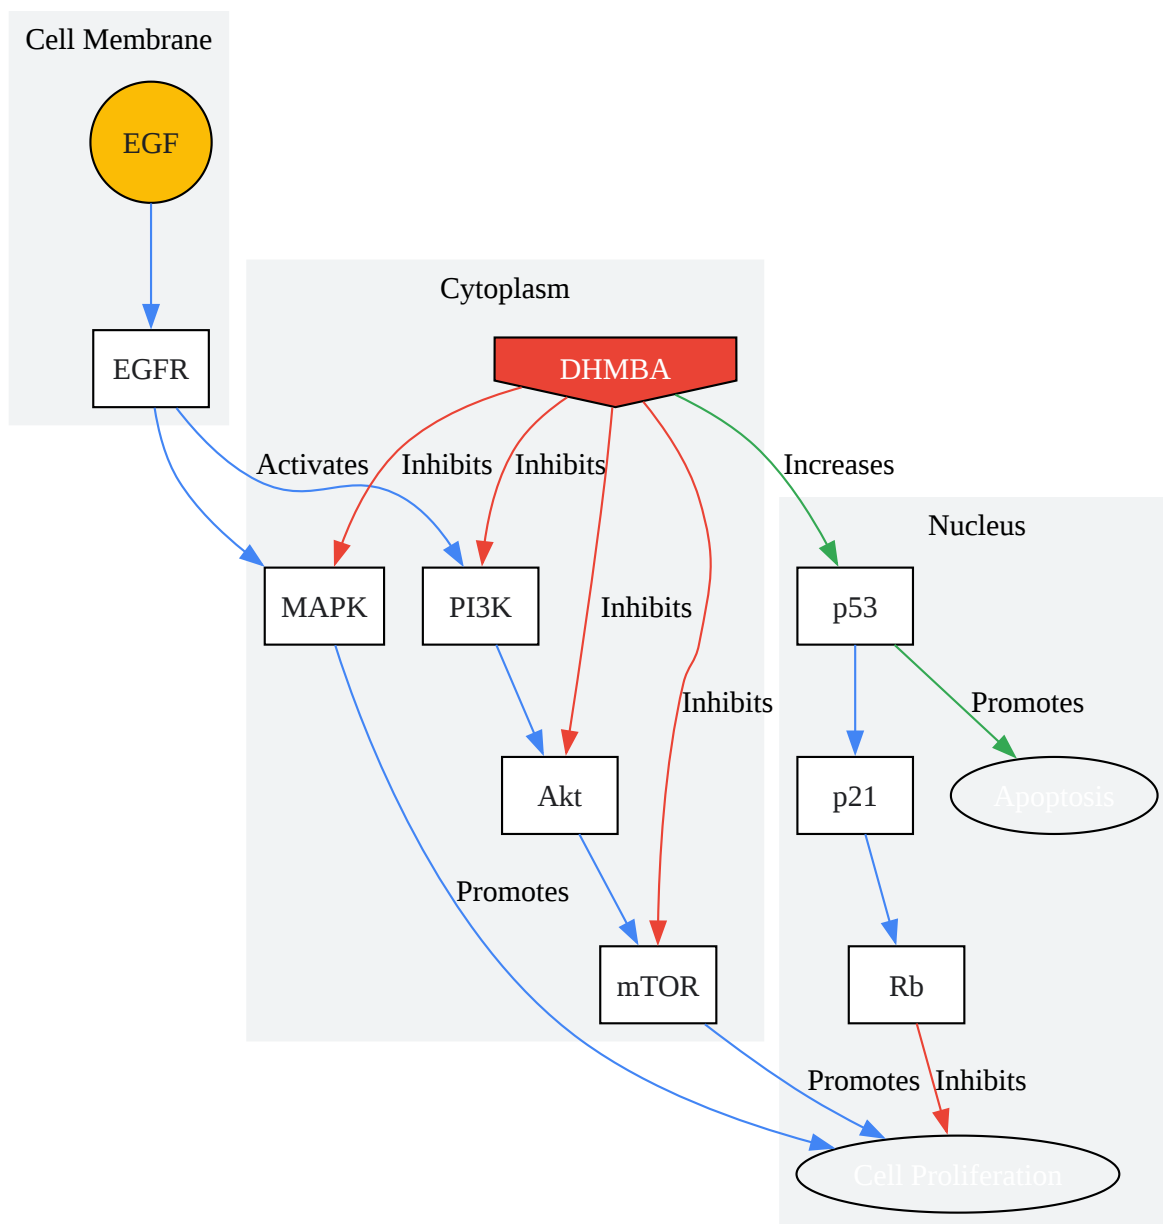 Cell Membrane
EGF
Cytoplasm
EGFR
DHMBA
Activates
Inhibits
Inhibits
Increases
Nucleus
MAPK
PI3K
Inhibits
p53
Inhibits
Promotes
Akt
p21
Apoptosis
Promotes
mTOR
Rb
Promotes
Inhibits
Cell Proliferation